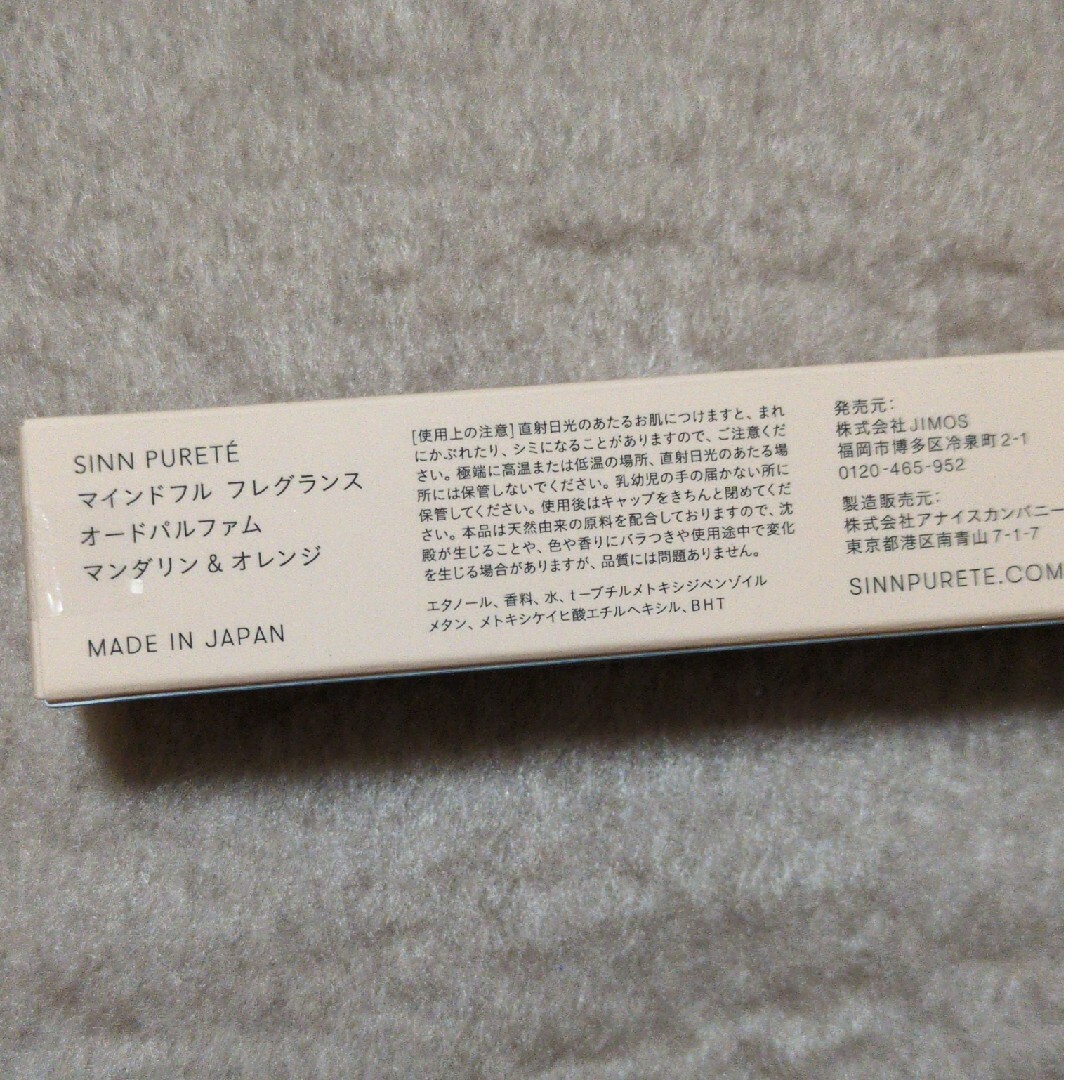 SINN PURETÉ
マインドフル フレグランス
オードパルファム
マンダリン & オレンジ
MADE IN JAPAN
[使用上の注意]直射日光のあたるお肌につけますと、まれ
にかぶれたり、シミになることがありますので、ご注意くだ
さい。極端に高温または低温の場所、直射日光のあたる場
所には保管しないでください。乳幼児の手の届かない所に
保管してください。使用後はキャップをきちんと閉めてくだ
さい。本品は天然由来の原料を配合しておりますので、沈
殿が生じることや、色や香りにバラつきや使用途中で変化
を生じる場合がありますが、品質には問題ありません。
エタノール、香料、水、t-ブチルメトキシジベンゾイル
メタン、メトキシケイヒ酸エチルヘキシル、BHT
発売元:
株式会社JIMOS
福岡市博多区冷泉町2-1
0120-465-952
製造販売元:
株式会社アナイスカンパニー
東京都港区南青山7-1-7
SINNPURETE.COM